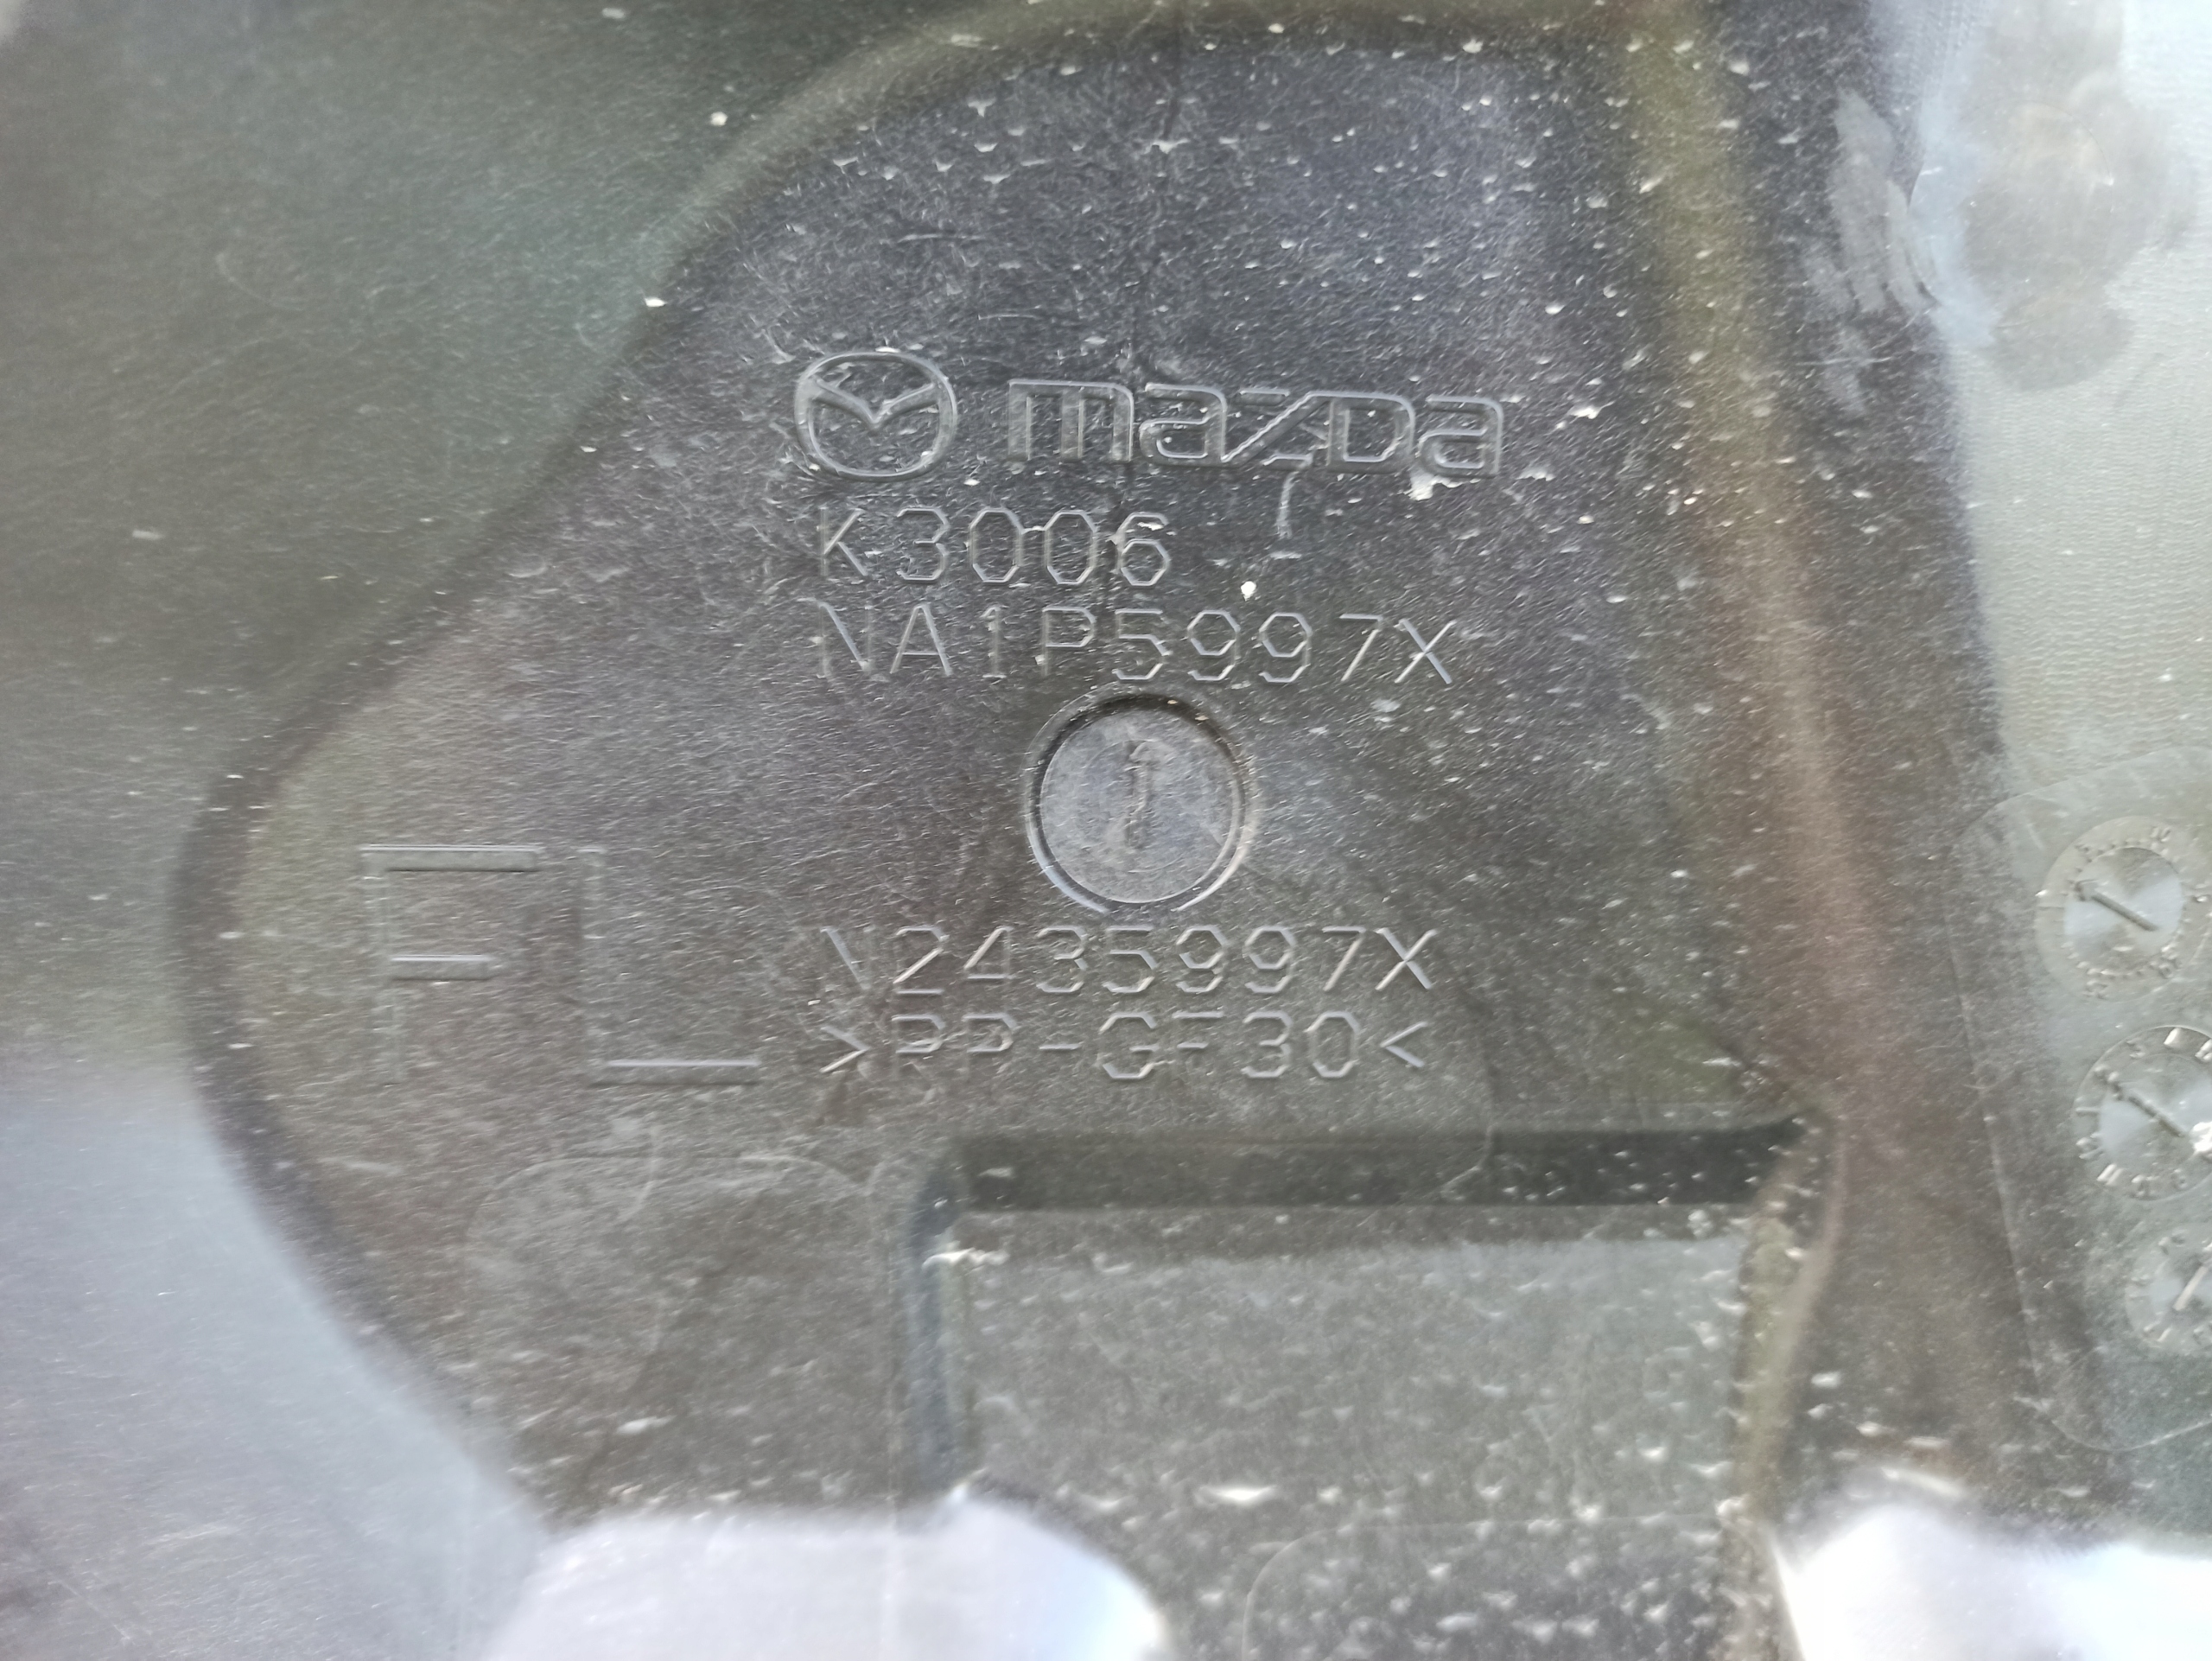 mazda
K3006
NA1P5997X
FL
N2435997X
>PP-GF30<